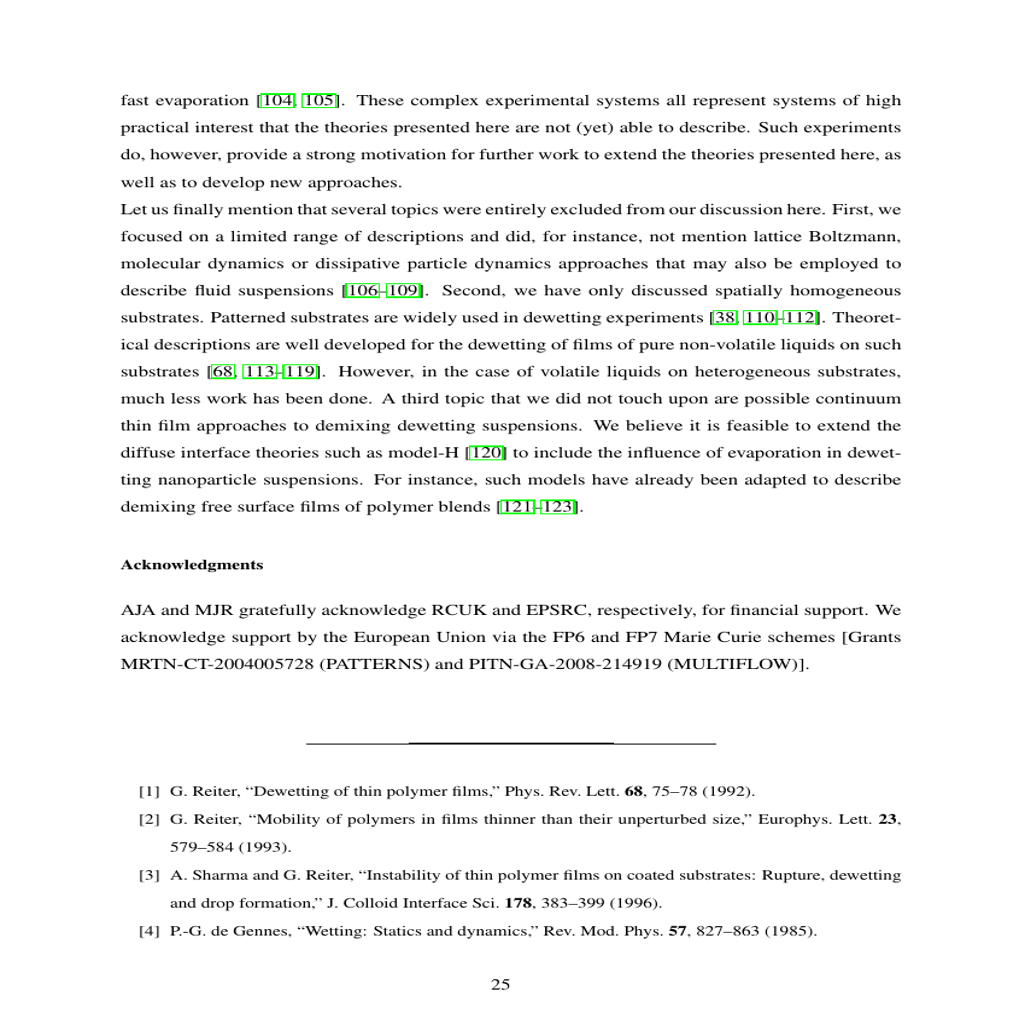 fast evaporation [104, 105]. These complex experimental systems all represent systems of high
practical interest that the theories presented here are not (yet) able to describe. Such experiments
do, however, provide a strong motivation for further work to extend the theories presented here, as
well as to develop new approaches.
Let us finally mention that several topics were entirely excluded from our discussion here. First, we
focused on a limited range of descriptions and did, for instance, not mention lattice Boltzmann,
molecular dynamics or dissipative particle dynamics approaches that may also be employed to
describe fluid suspensions [106–109]. Second, we have only discussed spatially homogeneous
substrates. Patterned substrates are widely used in dewetting experiments [38, 110–112]. Theoret-
ical descriptions are well developed for the dewetting of films of pure non-volatile liquids on such
substrates [68, 113–119]. However, in the case of volatile liquids on heterogeneous substrates,
much less work has been done. A third topic that we did not touch upon are possible continuum
thin film approaches to demixing dewetting suspensions. We believe it is feasible to extend the
diffuse interface theories such as model-H [120] to include the influence of evaporation in dewet-
ting nanoparticle suspensions. For instance, such models have already been adapted to describe
demixing free surface films of polymer blends [121–123].
Acknowledgments
AJA and MJR gratefully acknowledge RCUK and EPSRC, respectively, for financial support. We
acknowledge support by the European Union via the FP6 and FP7 Marie Curie schemes [Grants
MRTN-CT-2004005728 (PATTERNS) and PITN-GA-2008-214919 (MULTIFLOW)].
[1] G. Reiter, “Dewetting of thin polymer films,” Phys. Rev. Lett. 68, 75–78 (1992).
[2] G. Reiter, “Mobility of polymers in films thinner than their unperturbed size,” Europhys. Lett. 23,
579–584 (1993).
[3] A. Sharma and G. Reiter, “Instability of thin polymer films on coated substrates: Rupture, dewetting
and drop formation,” J. Colloid Interface Sci. 178, 383–399 (1996).
[4] P.-G. de Gennes, “Wetting: Statics and dynamics,” Rev. Mod. Phys. 57, 827–863 (1985).
25